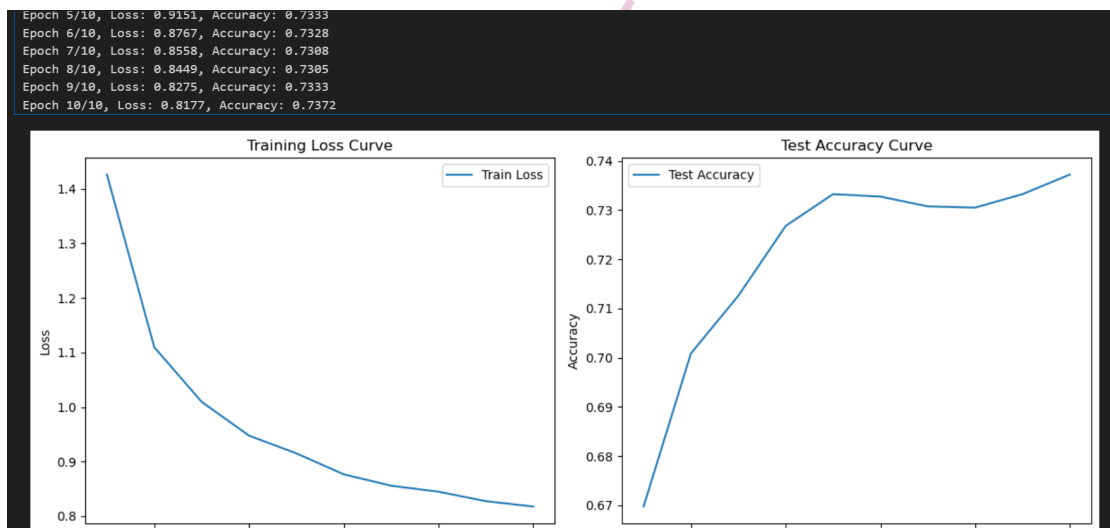 Epoch 5/10, Loss: 0.9151, Accuracy: 0.7333
Epoch 6/10, Loss: 0.8767, Accuracy: 0.7328
Epoch 7/10, Loss: 0.8558, Accuracy: 0.7308
Epoch 8/10, Loss: 0.8449, Accuracy: 0.7305
Epoch 9/10, Loss: 0.8275, Accuracy: 0.7333
Epoch 10/10, Loss: 0.8177, Accuracy: 0.7372
Training Loss Curve
Train Loss
1.4
1.3
1.2
1.1
1.0
0.9
0.8
Loss
Test Accuracy Curve
Test Accuracy
0.74
0.73
0.72
0.71
0.70
0.69
0.68
0.67
Accuracy